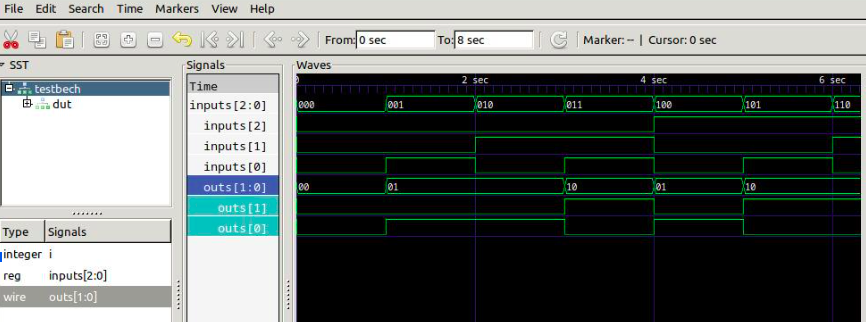 File Edit Search Time Markers View Help
From: 0 sec To: 8 sec Marker: -- | Cursor: 0 sec
SST
testbech
dut
Type Signals
integer i
reg inputs[2:0]
wire outs[1:0]
Signals
Time
inputs[2:0]
inputs[2]
inputs[1]
inputs[0]
outs[1:0]
outs[1]
outs[0]
Waves
0 2 sec 4 sec 6 sec
000 001 010 011 100 101 110
00 01 10 01 10